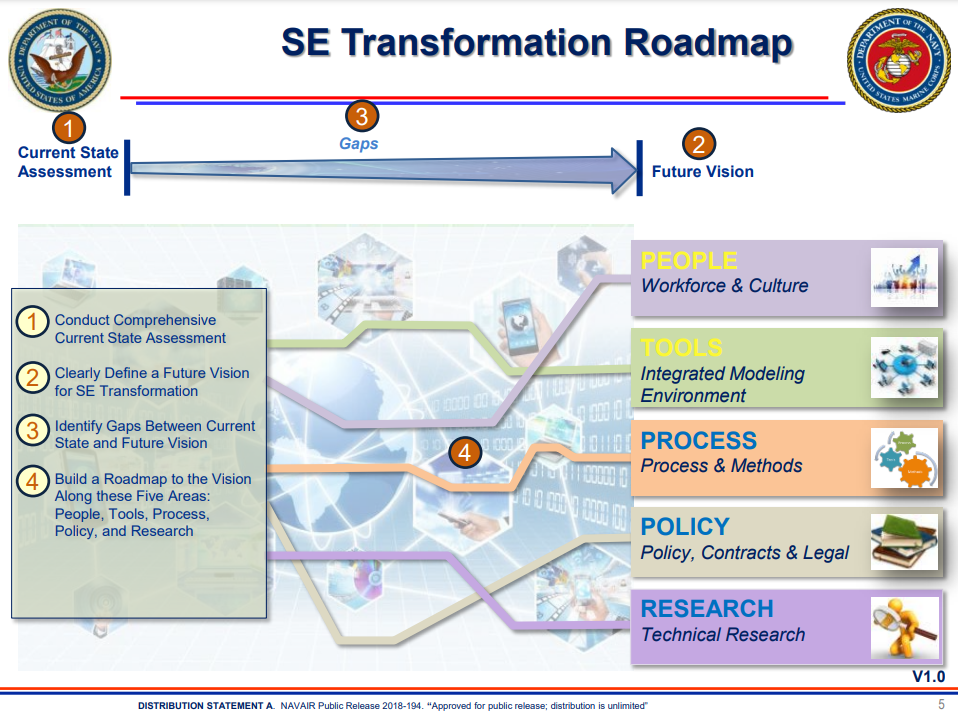 SE Transformation Roadmap
DEPARTMENT OF THE NAVY
UNITED STATES OF AMERICA
DEPARTMENT OF THE NAVY
UNITED STATES MARINE CORPS
1
Current State
Assessment
3
Gaps
2
Future Vision
1 Conduct Comprehensive
Current State Assessment
2 Clearly Define a Future Vision
for SE Transformation
3 Identify Gaps Between Current
State and Future Vision
4 Build a Roadmap to the Vision
Along these Five Areas:
People, Tools, Process,
Policy, and Research
4
PEOPLE
Workforce & Culture
TOOLS
Integrated Modeling
Environment
PROCESS
Process & Methods
POLICY
Policy, Contracts & Legal
RESEARCH
Technical Research
V1.0
DISTRIBUTION STATEMENT A. NAVAIR Public Release 2018-194. “Approved for public release; distribution is unlimited”
5